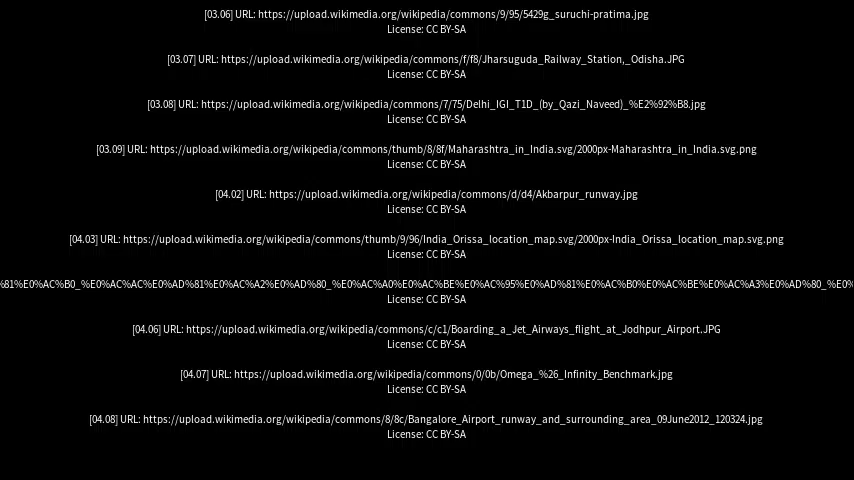 [03.06] URL: https://upload.wikimedia.org/wikipedia/commons/9/95/5429g_suruchi-pratima.jpg
License: CC BY-SA
[03.07] URL: https://upload.wikimedia.org/wikipedia/commons/f/f8/Jharsuguda_Railway_Station,_Odisha.JPG
License: CC BY-SA
[03.08] URL: https://upload.wikimedia.org/wikipedia/commons/7/75/Delhi_IGI_T1D_(by_Qazi_Naveed)_%E2%92%B8.jpg
License: CC BY-SA
[03.09] URL: https://upload.wikimedia.org/wikipedia/commons/thumb/8/8f/Maharashtra_in_India.svg/2000px-Maharashtra_in_India.svg.png
License: CC BY-SA
[04.02] URL: https://upload.wikimedia.org/wikipedia/commons/d/d4/Akbarpur_runway.jpg
License: CC BY-SA
[04.03] URL: https://upload.wikimedia.org/wikipedia/commons/thumb/9/96/India_Orissa_location_map.svg/2000px-India_Orissa_location_map.svg.png
License: CC BY-SA
%81%E0%AC%B0_%E0%AC%AC%E0%AD%81%E0%AC%A2%E0%AD%80_%E0%AC%A0%E0%AC%BE%E0%AC%95%E0%AD%81%E0%AC%B0%E0%AC%BE%E0%AC%A3%E0%AD%80_%E0%
License: CC BY-SA
[04.06] URL: https://upload.wikimedia.org/wikipedia/commons/c/c1/Boarding_a_Jet_Airways_flight_at_Jodhpur_Airport.JPG
License: CC BY-SA
[04.07] URL: https://upload.wikimedia.org/wikipedia/commons/0/0b/Omega_%26_Infinity_Benchmark.jpg
License: CC BY-SA
[04.08] URL: https://upload.wikimedia.org/wikipedia/commons/8/8c/Bangalore_Airport_runway_and_surrounding_area_09June2012_120324.jpg
License: CC BY-SA